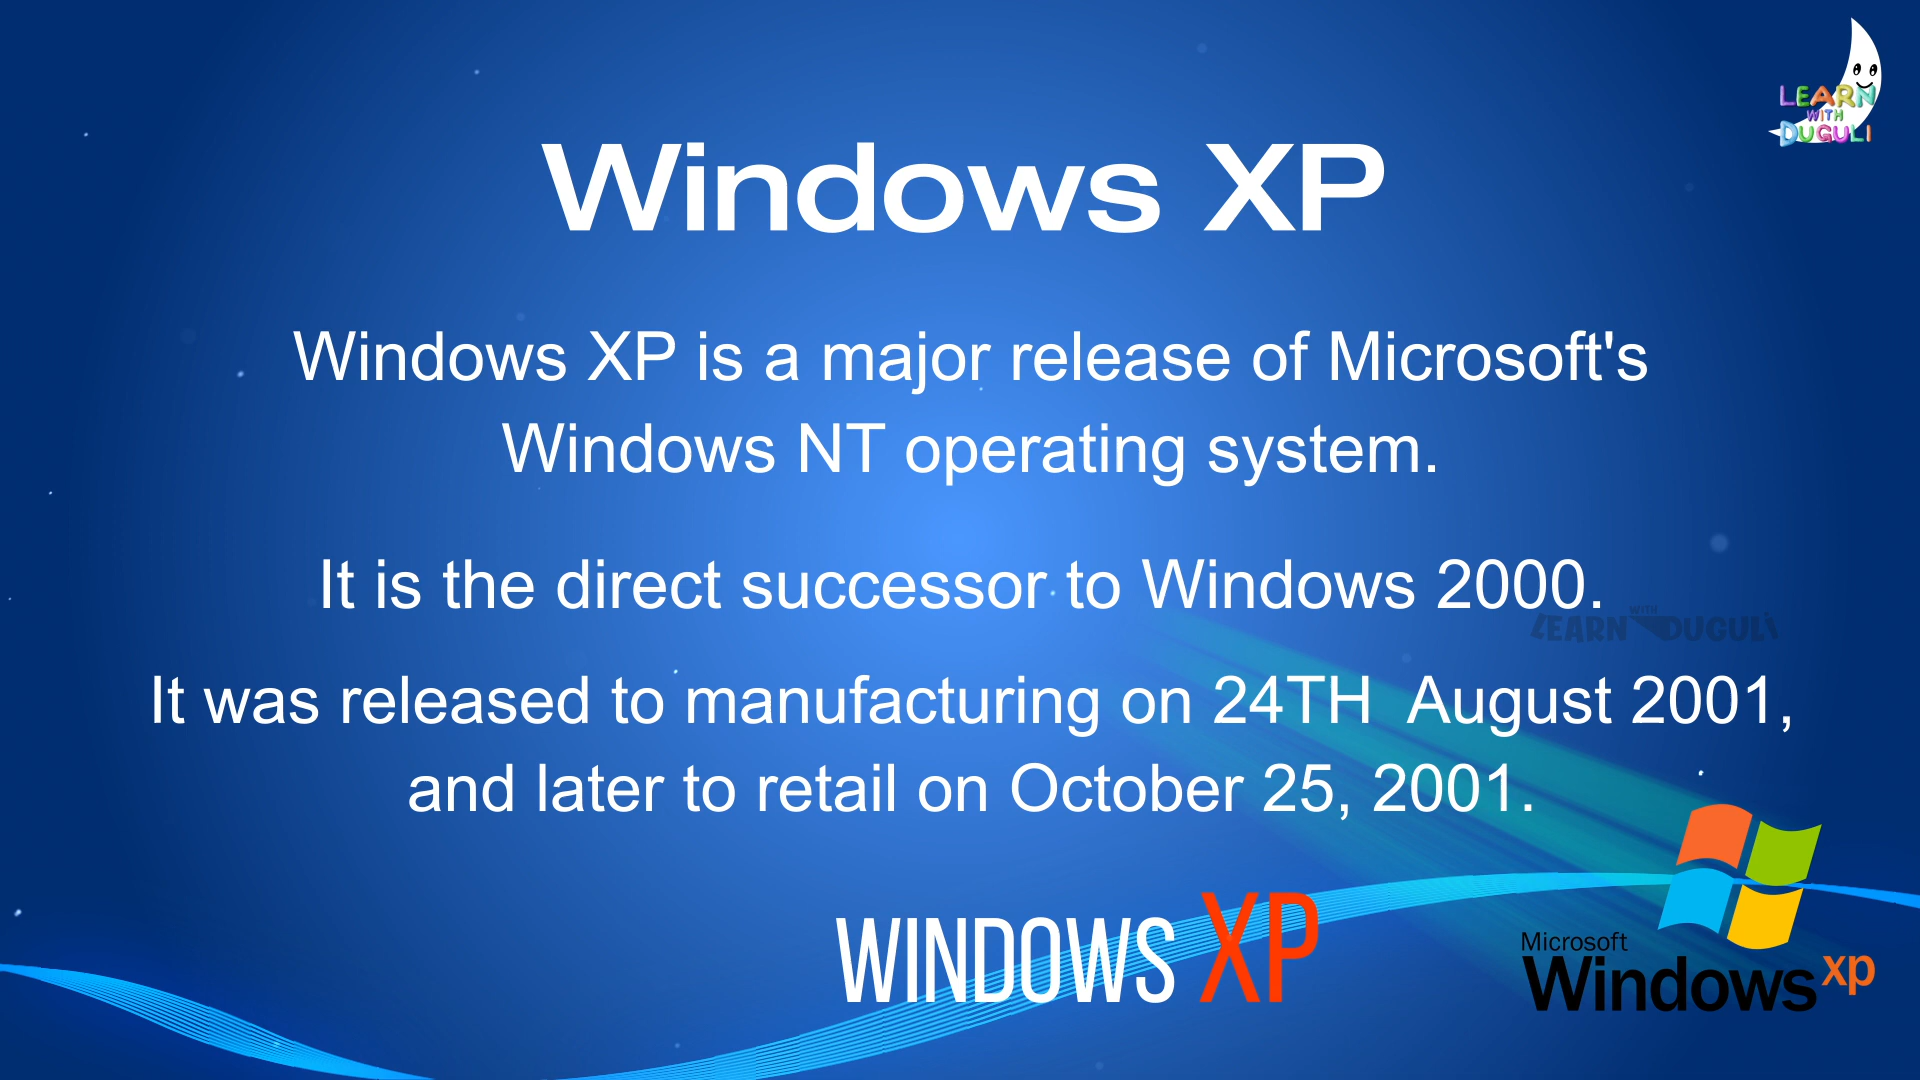 LEARN
WITH
DUGULI
Windows XP
Windows XP is a major release of Microsoft's
Windows NT operating system.
It is the direct successor to Windows 2000.
LEARN WITH DUGULI
It was released to manufacturing on 24TH  August 2001,
and later to retail on October 25, 2001.
WINDOWS XP
Microsoft
Windows xp